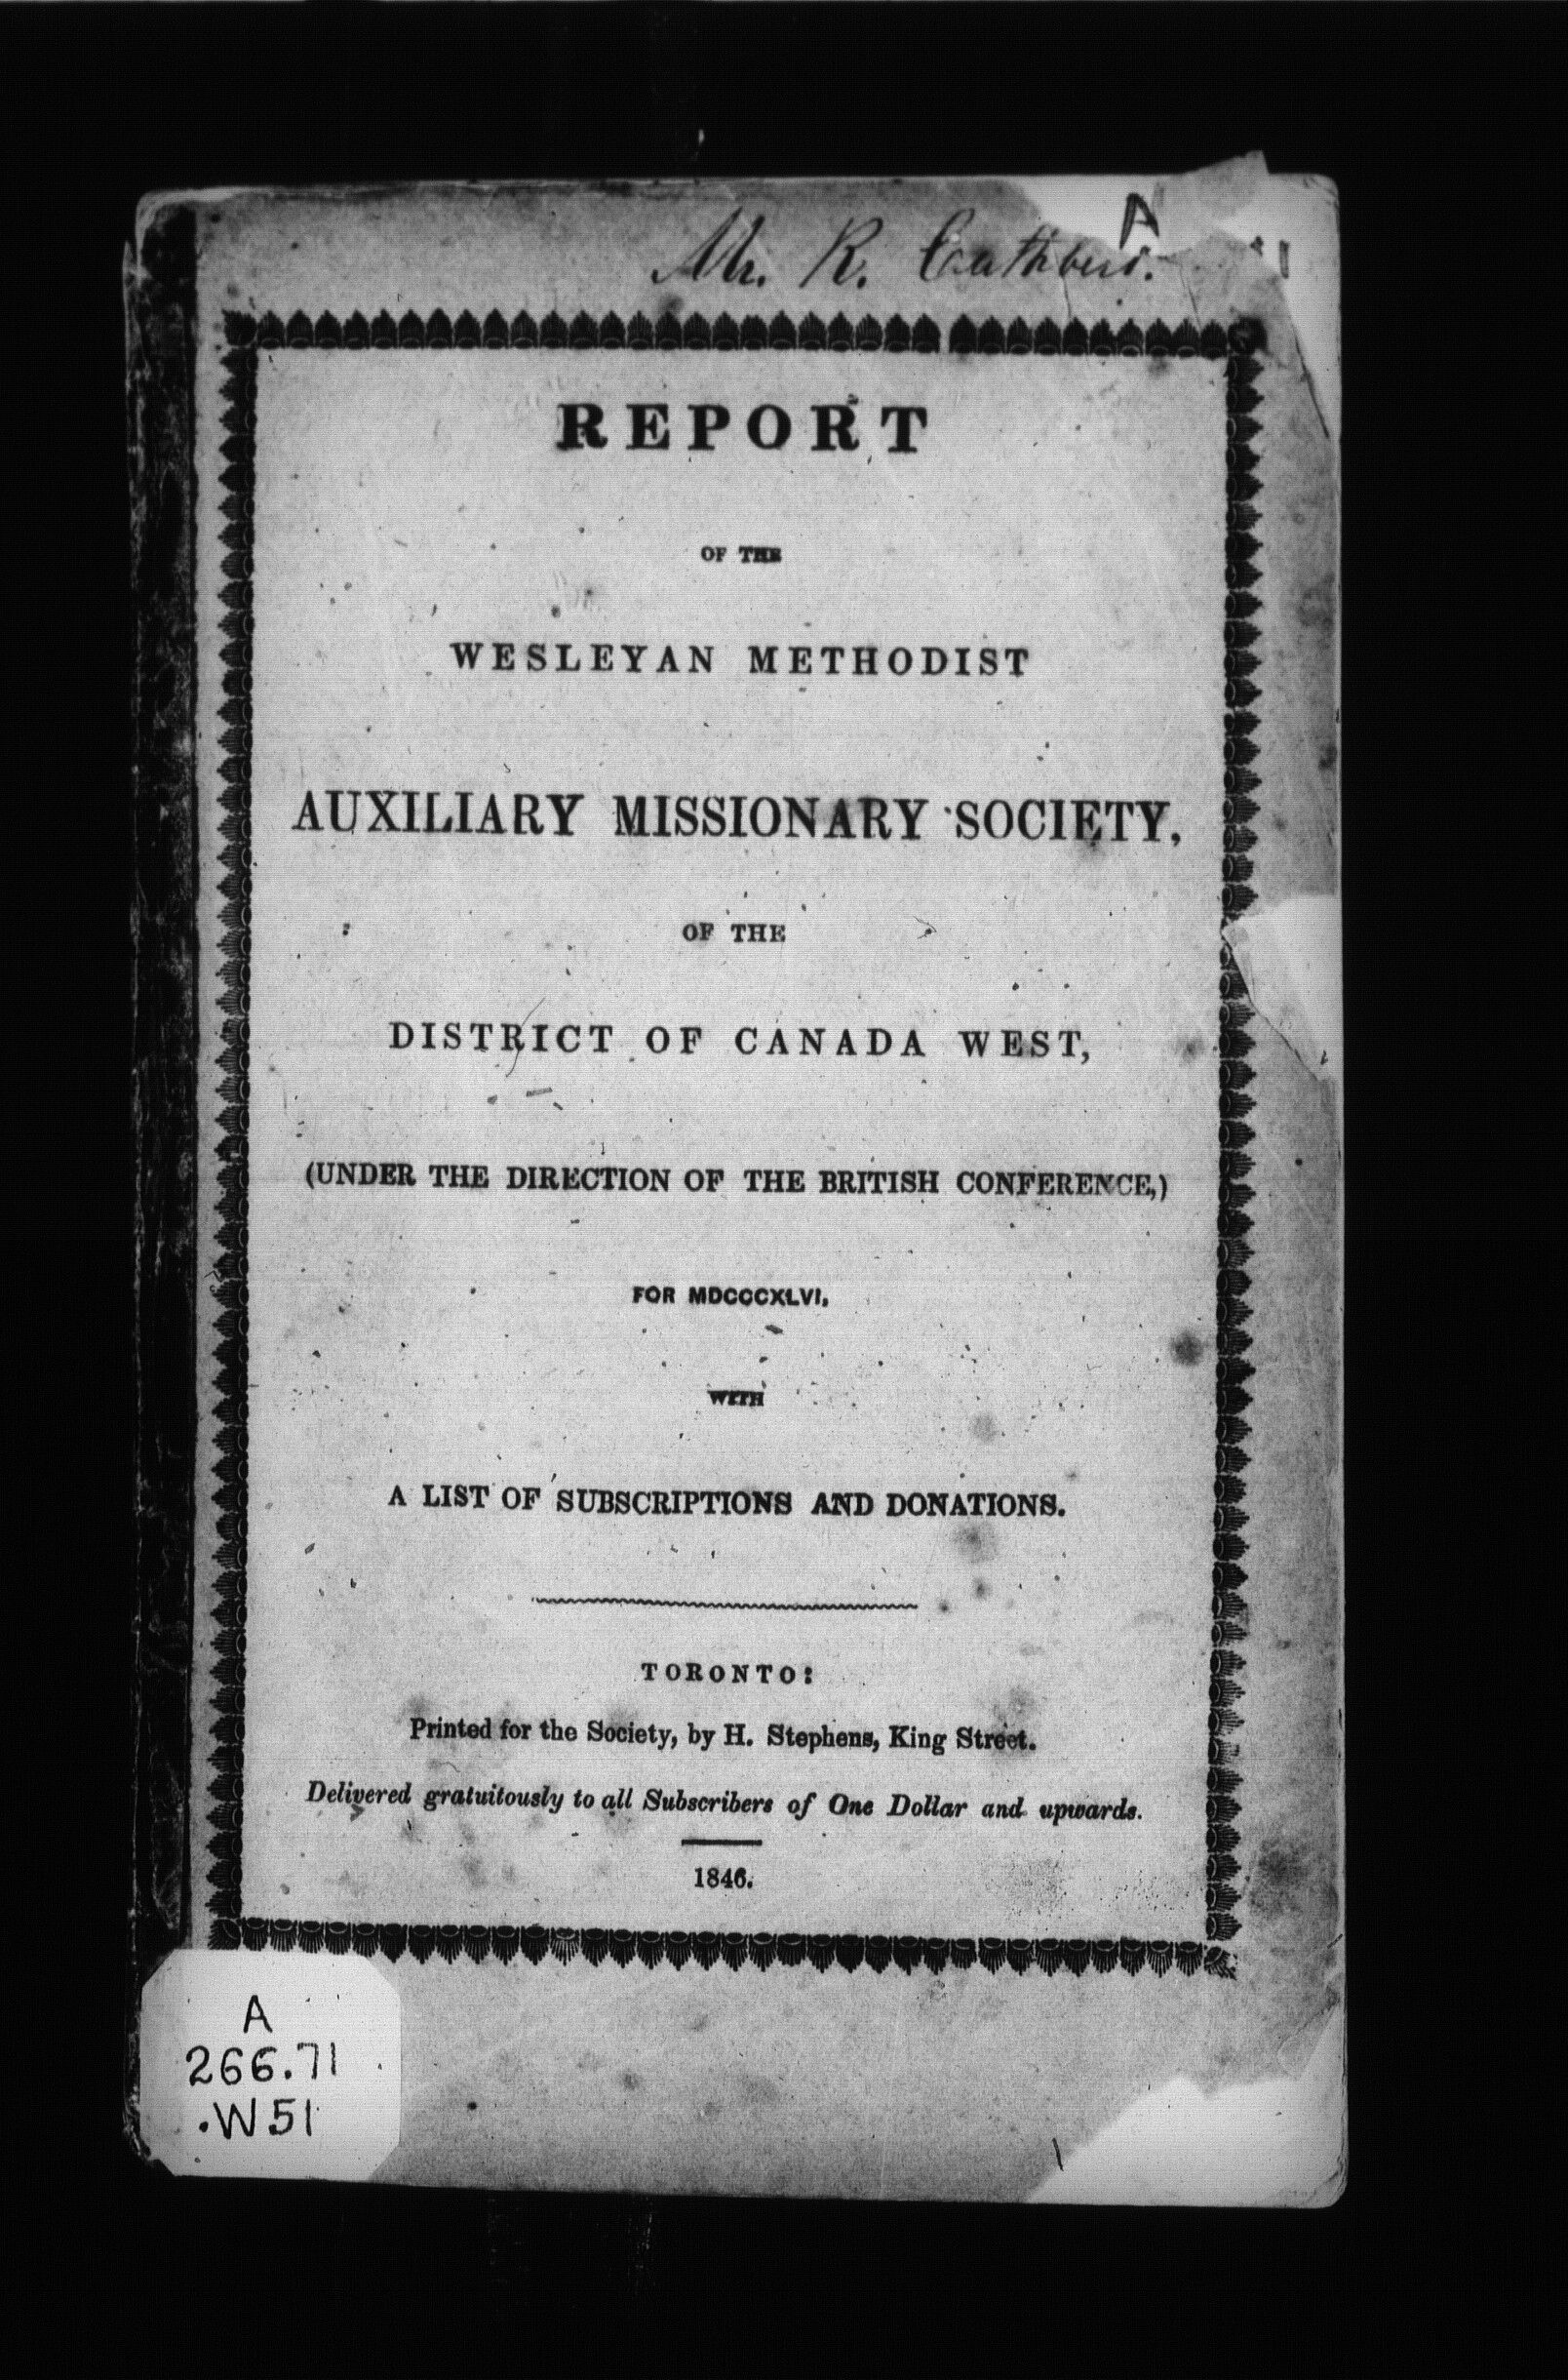 Mr. R. Cuthbert.
A
REPORT
OF THE
WESLEYAN METHODIST
AUXILIARY MISSIONARY SOCIETY,
OF THE
DISTRICT OF CANADA WEST,
(UNDER THE DIRECTION OF THE BRITISH CONFERENCE,)
FOR MDCCCXLVI,
WITH
A LIST OF SUBSCRIPTIONS AND DONATIONS.
TORONTO:
Printed for the Society, by H. Stephens, King Street.
Delivered gratuitously to all Subscribers of One Dollar and upwards.
1846.
A
266.71
.W51